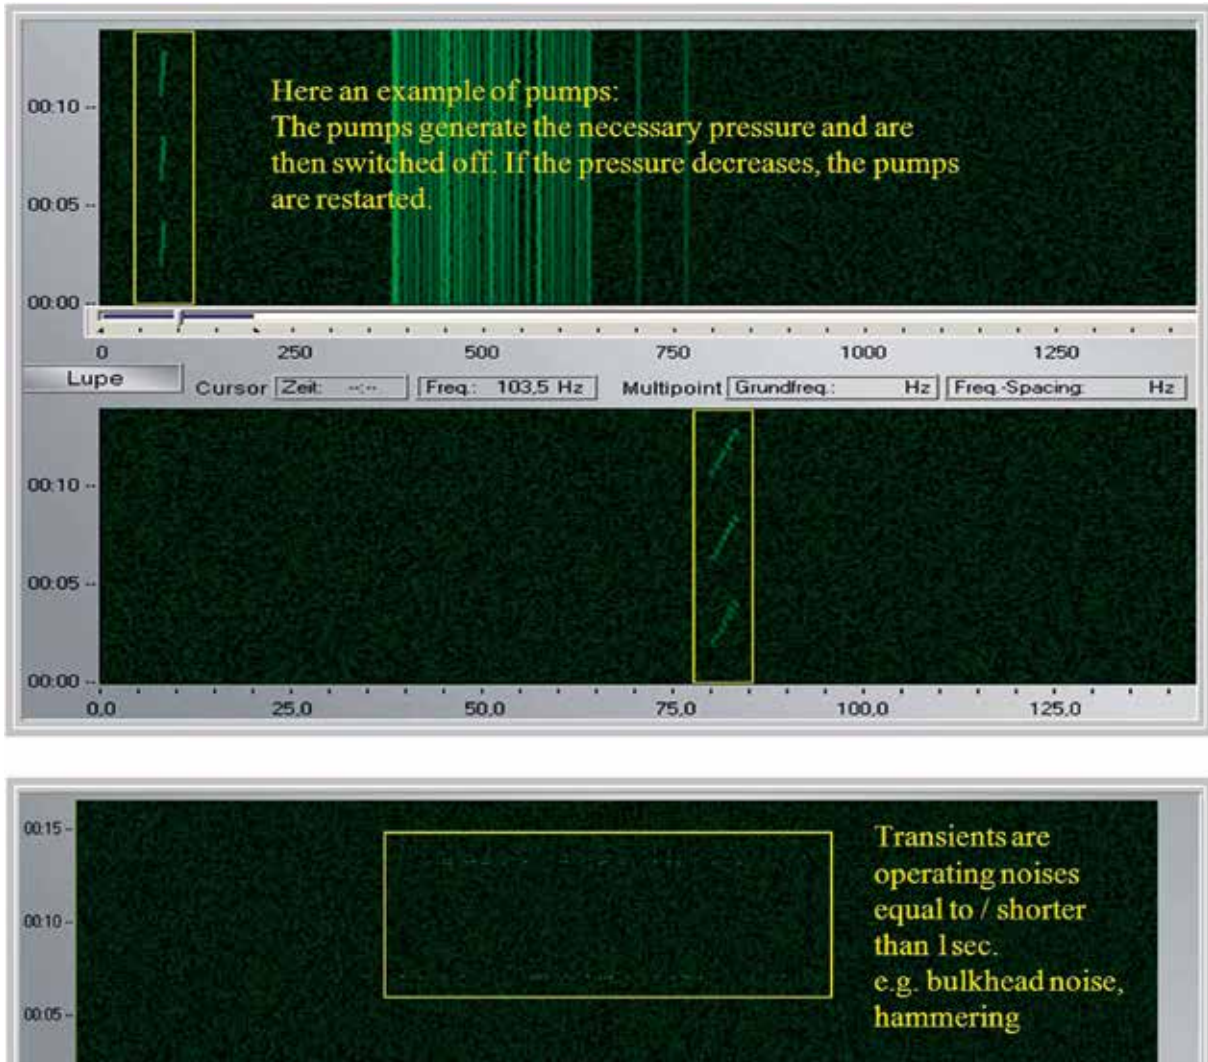 Here an example of pumps:
The pumps generate the necessary pressure and are
then switched off. If the pressure decreases, the pumps
are restarted.
00:10
00:05
00:00
0 250 500 750 1000 1250
Lupe
Cursor Zeit: --:-- Freq.: 103,5 Hz Multipoint Grundfreq.: Hz Freq.-Spacing: Hz
00:10
00:05
00:00
0,0 25,0 50,0 75,0 100,0 125,0
00:15
00:10
00:05
Transients are
operating noises
equal to / shorter
than 1sec.
e.g. bulkhead noise,
hammering